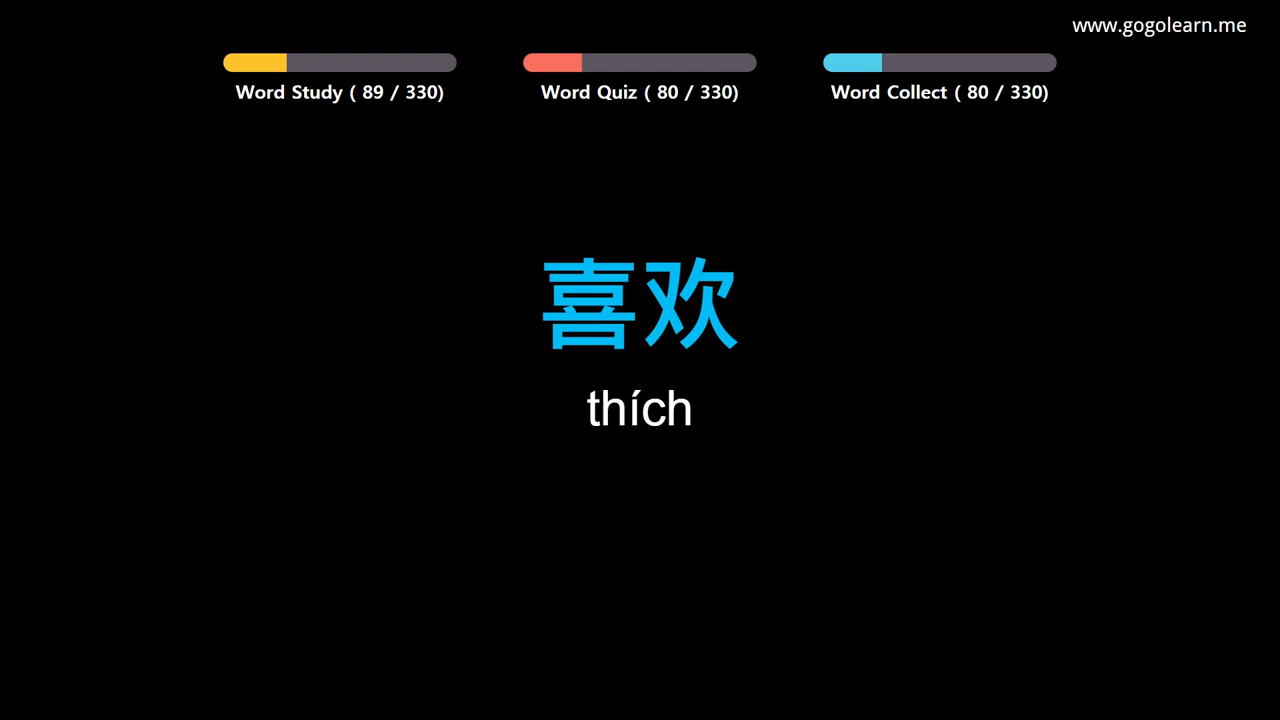 www.gogolearn.me
Word Study ( 89 / 330)
Word Quiz ( 80 / 330)
Word Collect ( 80 / 330)
喜欢
thích